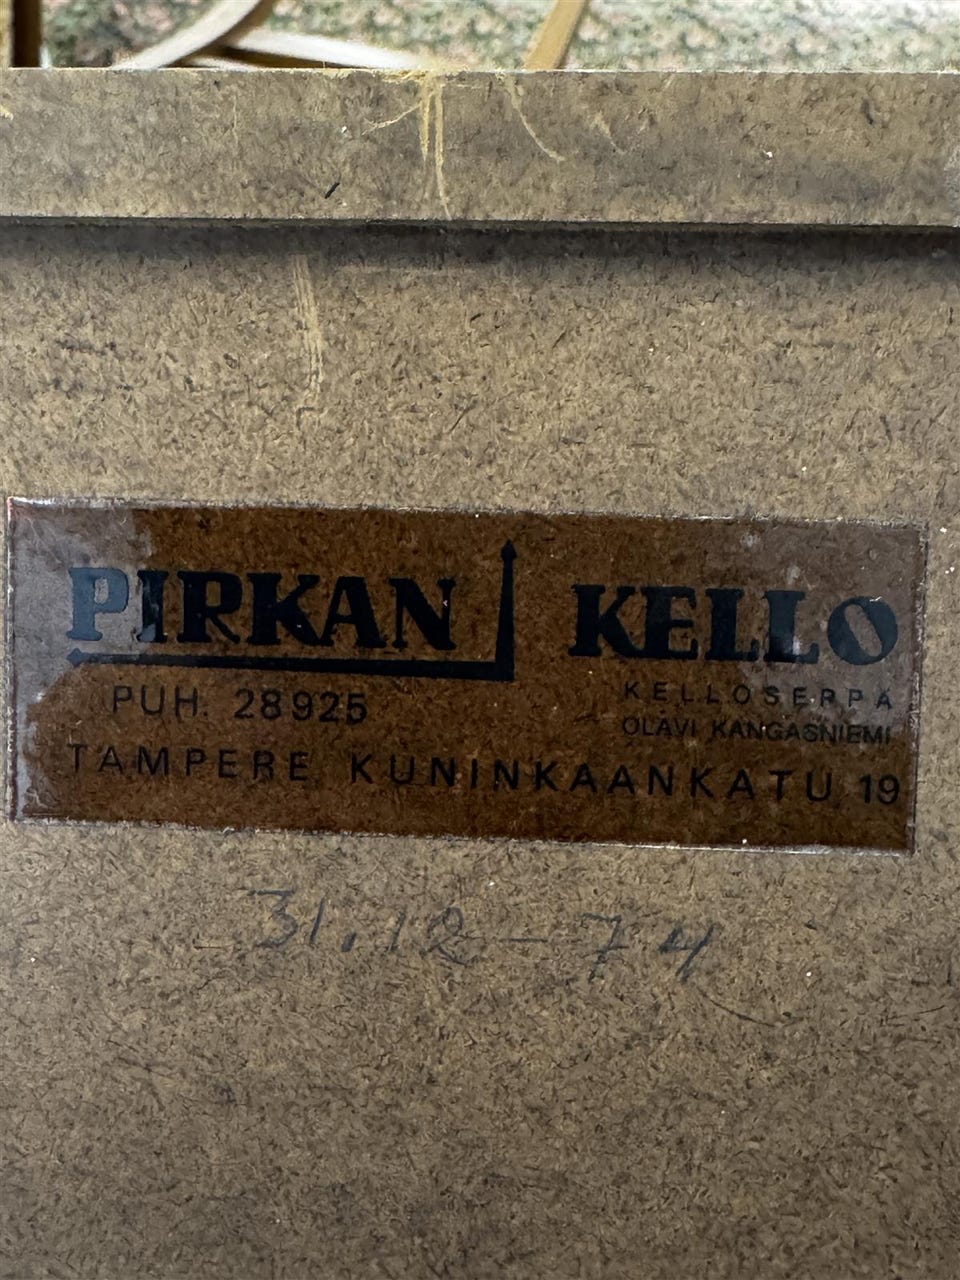 PIRKAN KELLO
PUH. 28925
KELLOSEPPÄ
OLAVI KANGASNIEMI
TAMPERE KUNINKAANKATU 19
31.12-74